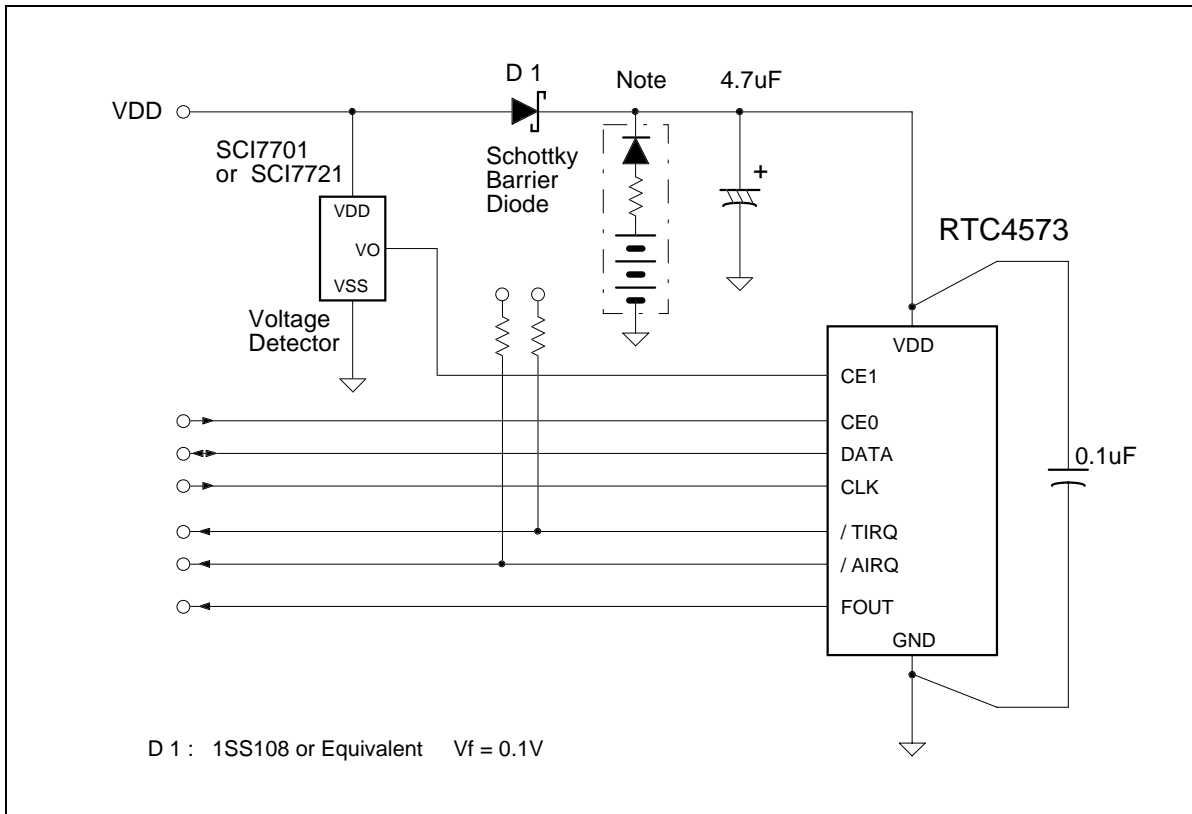 D 1
Note
4.7uF
VDD
SCI7701
or SCI7721
Schottky
Barrier
Diode
+
VDD
VO
VSS
RTC4573
Voltage
Detector
VDD
CE1
CE0
DATA
0.1uF
CLK
/ TIRQ
/ AIRQ
FOUT
GND
D 1 : 1SS108 or Equivalent Vf = 0.1V